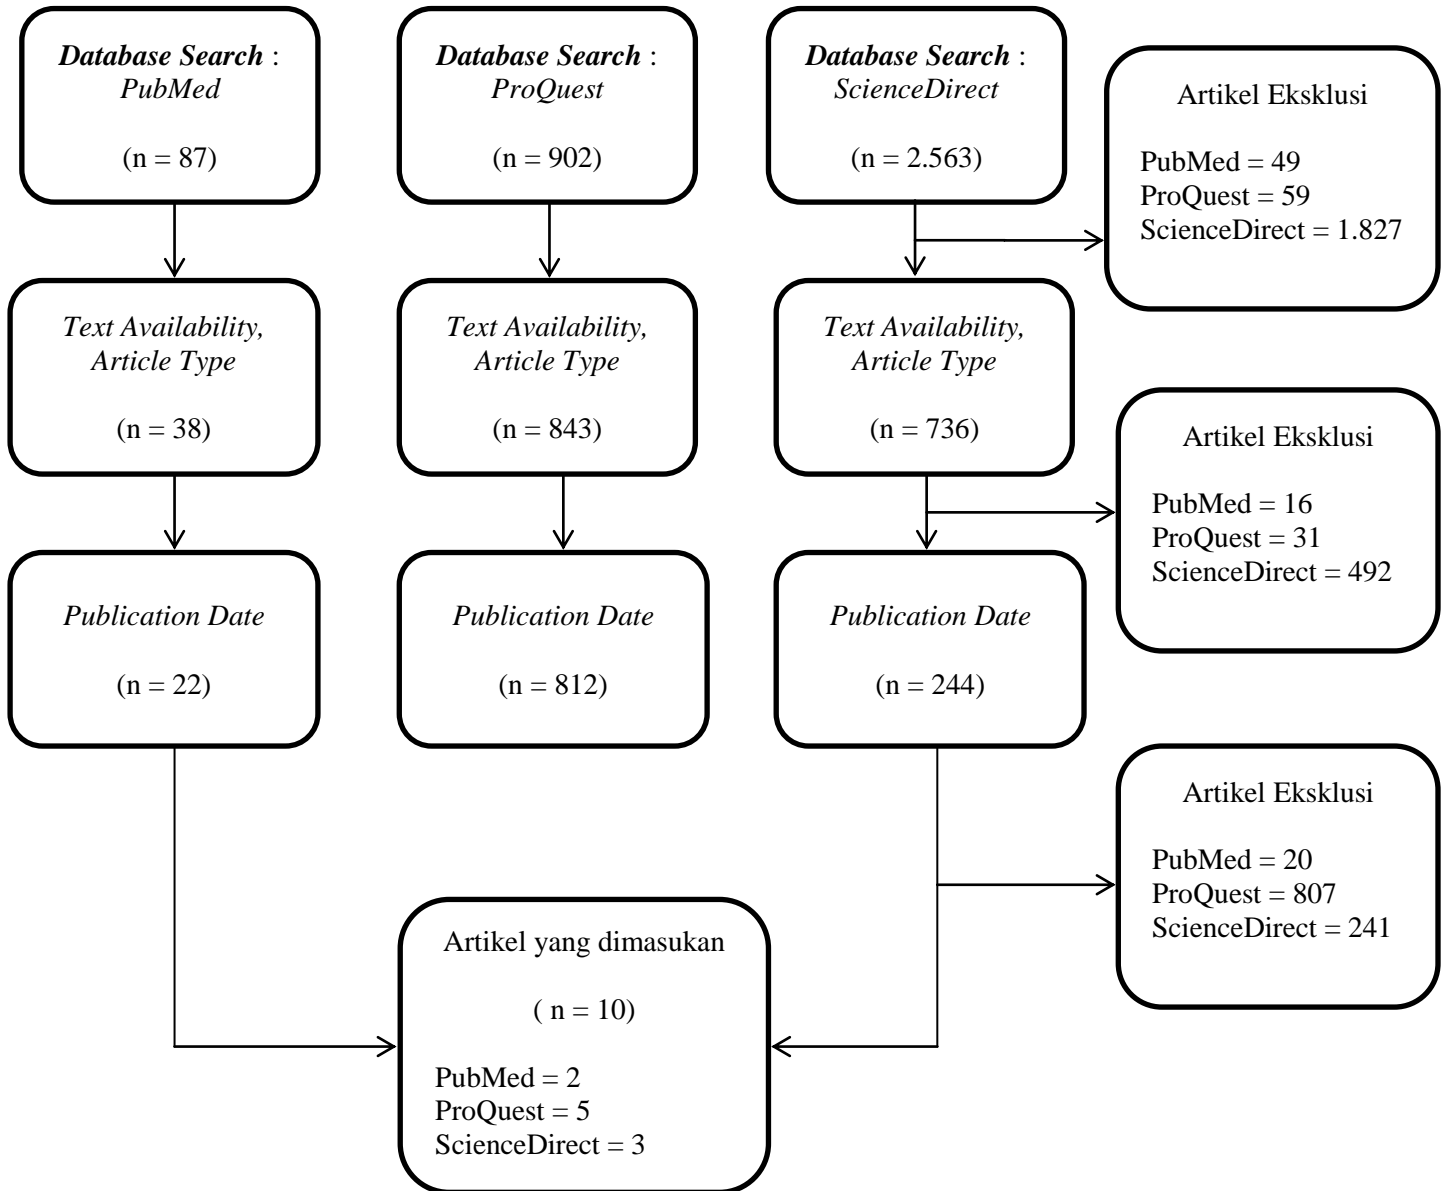 Database Search :
PubMed
(n = 87)
Database Search :
ProQuest
(n = 902)
Database Search :
ScienceDirect
(n = 2.563)
Artikel Eksklusi
PubMed = 49
ProQuest = 59
ScienceDirect = 1.827
Text Availability,
Article Type
(n = 38)
Text Availability,
Article Type
(n = 843)
Text Availability,
Article Type
(n = 736)
Artikel Eksklusi
PubMed = 16
ProQuest = 31
ScienceDirect = 492
Publication Date
(n = 22)
Publication Date
(n = 812)
Publication Date
(n = 244)
Artikel Eksklusi
PubMed = 20
ProQuest = 807
ScienceDirect = 241
Artikel yang dimasukan
( n = 10)
PubMed = 2
ProQuest = 5
ScienceDirect = 3